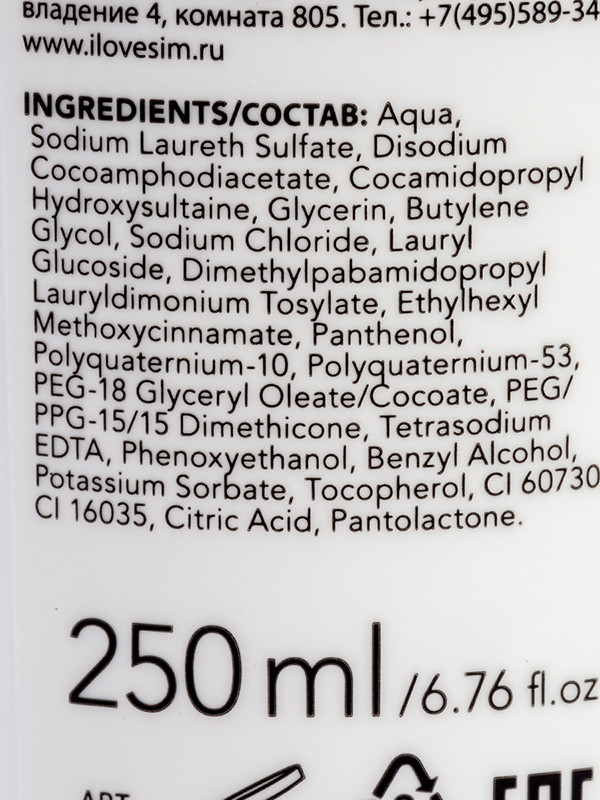 владение 4, комната 805. Тел.: +7(495)589-34
www.ilovesim.ru
INGREDIENTS/СОСТАВ: Aqua,
Sodium Laureth Sulfate, Disodium
Cocoamphodiacetate, Cocamidopropyl
Hydroxysultaine, Glycerin, Butylene
Glycol, Sodium Chloride, Lauryl
Glucoside, Dimethylpabamidopropyl
Lauryldimonium Tosylate, Ethylhexyl
Methoxycinnamate, Panthenol,
Polyquaternium-10, Polyquaternium-53,
PEG-18 Glyceryl Oleate/Cocoate, PEG/
PPG-15/15 Dimethicone, Tetrasodium
EDTA, Phenoxyethanol, Benzyl Alcohol,
Potassium Sorbate, Tocopherol, CI 60730
CI 16035, Citric Acid, Pantolactone.
250 ml/6.76 fl.oz